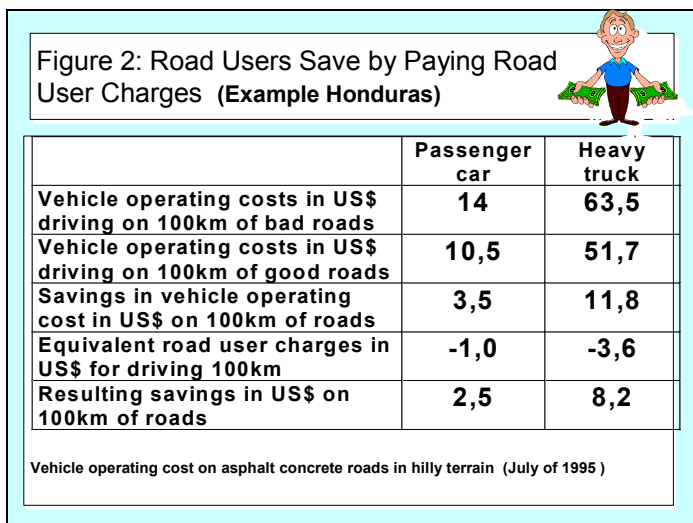 Figure 2: Road Users Save by Paying Road
User Charges (Example Honduras)
Passenger car Heavy truck
Vehicle operating costs in US$
driving on 100km of bad roads 14 63,5
Vehicle operating costs in US$
driving on 100km of good roads 10,5 51,7
Savings in vehicle operating
cost in US$ on 100km of roads 3,5 11,8
Equivalent road user charges in
US$ for driving 100km -1,0 -3,6
Resulting savings in US$ on
100km of roads 2,5 8,2
Vehicle operating cost on asphalt concrete roads in hilly terrain (July of 1995 )